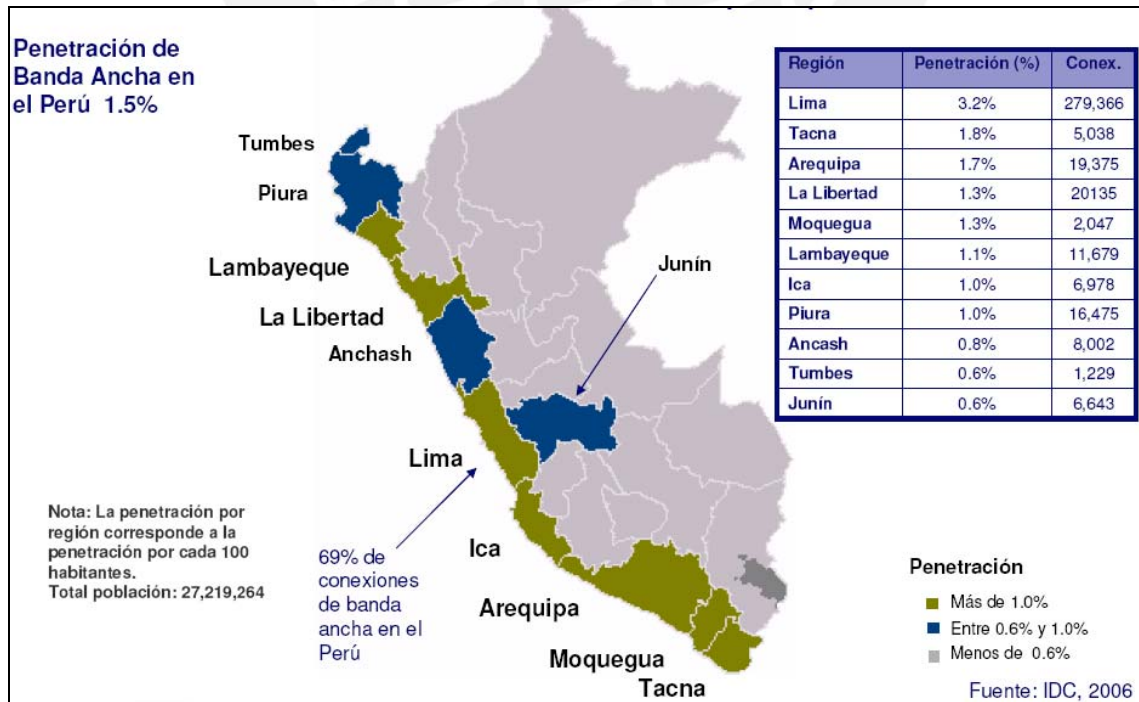 Penetración de
Banda Ancha en
el Perú 1.5%
Tumbes
Piura
Lambayeque
La Libertad
Anchash
Junín
Lima
Ica
Arequipa
Moquegua
Tacna
69% de
conexiones
de banda
ancha en el
Perú
Nota: La penetración por
región corresponde a la
penetración por cada 100
habitantes.
Total población: 27,219,264
Región Penetración (%) Conex.
Lima 3.2% 279,366
Tacna 1.8% 5,038
Arequipa 1.7% 19,375
La Libertad 1.3% 20135
Moquegua 1.3% 2,047
Lambayeque 1.1% 11,679
Ica 1.0% 6,978
Piura 1.0% 16,475
Ancash 0.8% 8,002
Tumbes 0.6% 1,229
Junín 0.6% 6,643
Penetración
Más de 1.0%
Entre 0.6% y 1.0%
Menos de 0.6%
Fuente: IDC, 2006